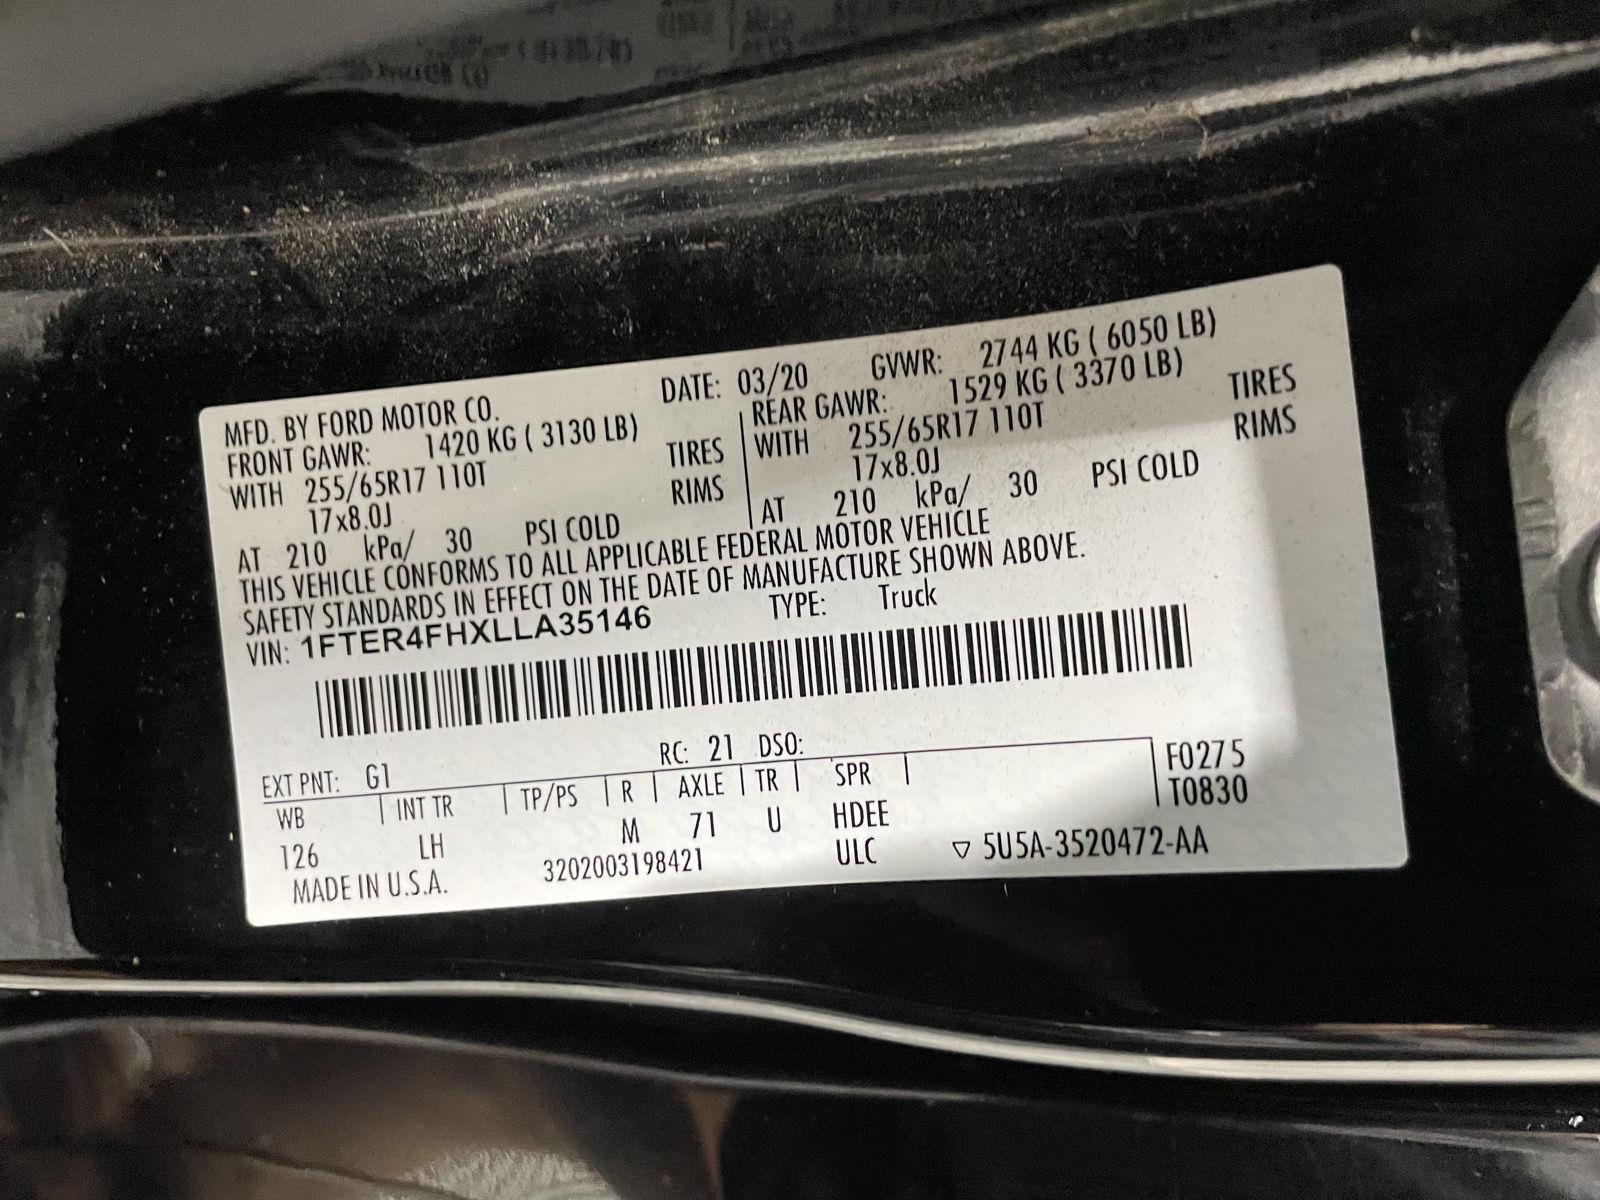 MFD. BY FORD MOTOR CO. DATE: 03/20 GVWR: 2744 KG ( 6050 LB)
FRONT GAWR: 1420 KG ( 3130 LB) REAR GAWR: 1529 KG ( 3370 LB)
WITH 255/65R17 110T TIRES WITH 255/65R17 110T TIRES
17x8.0J RIMS 17x8.0J RIMS
AT 210 kPa/ 30 PSI COLD AT 210 kPa/ 30 PSI COLD
THIS VEHICLE CONFORMS TO ALL APPLICABLE FEDERAL MOTOR VEHICLE
SAFETY STANDARDS IN EFFECT ON THE DATE OF MANUFACTURE SHOWN ABOVE.
VIN: 1FTER4FHXLLA35146 TYPE: Truck
EXT PNT: G1 RC: 21 DSO: F0275
WB INT TR TP/PS R AXLE TR SPR T0830
126 LH M 71 U HDEE
MADE IN U.S.A. 3202003198421 ULC ▽ 5U5A-3520472-AA